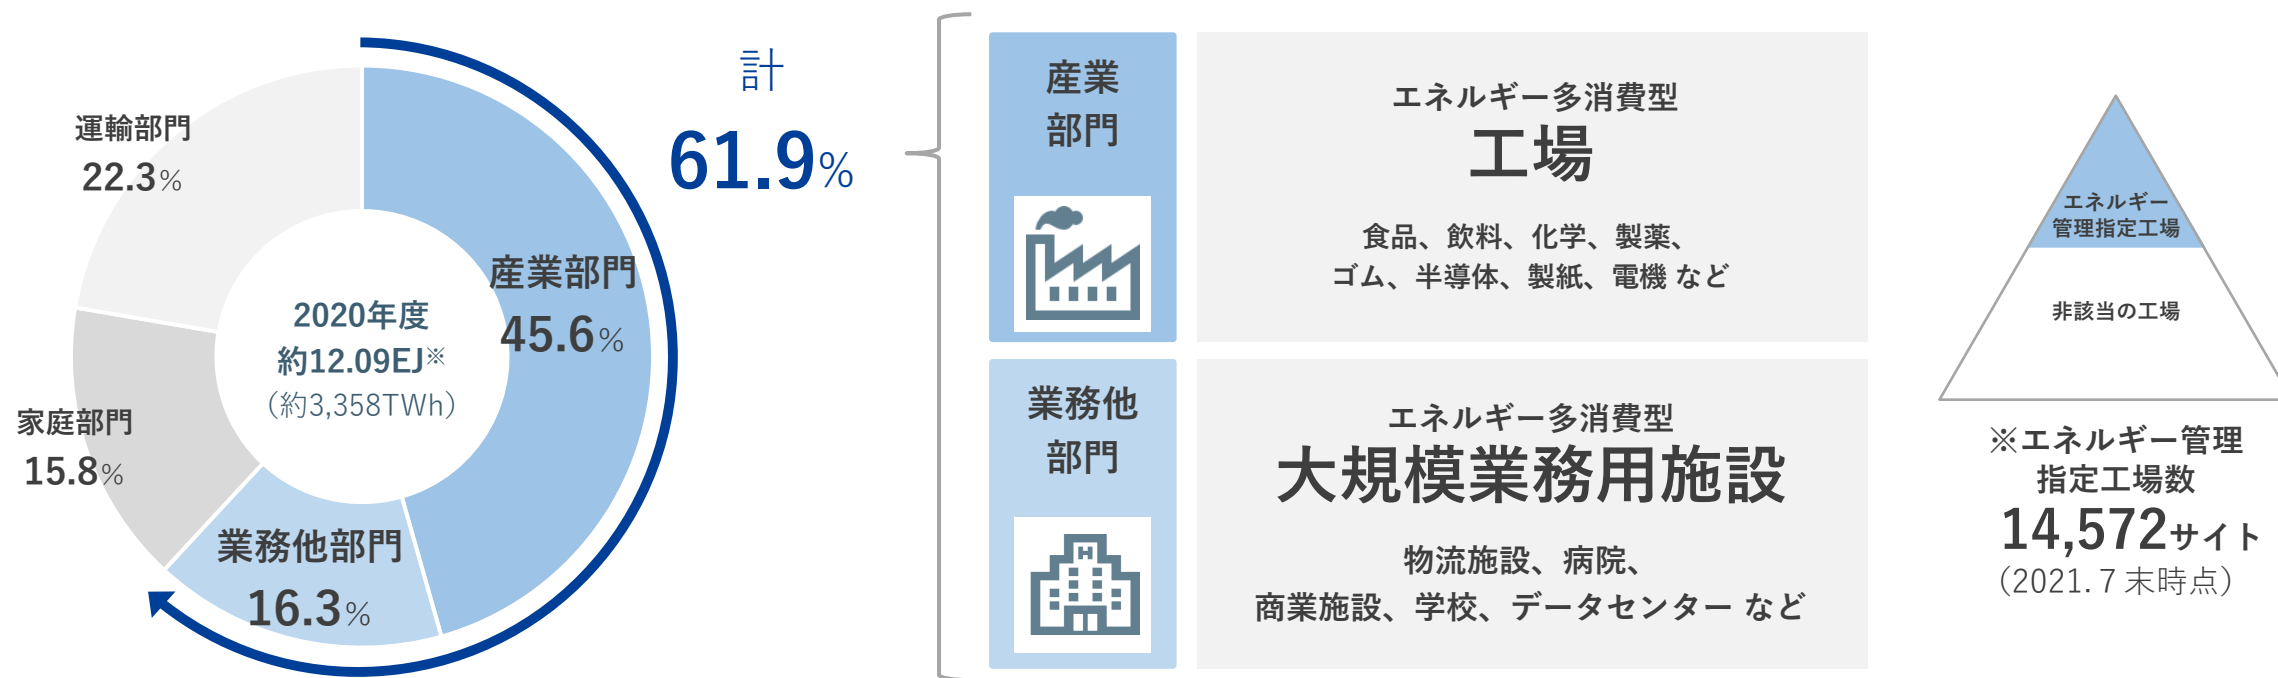 計
61.9%
運輸部門
22.3%
産業部門
45.6%
2020年度
約12.09EJ※
（約3,358TWh）
家庭部門
15.8%
業務他部門
16.3%
産業
部門
エネルギー多消費型
工場
食品、飲料、化学、製薬、
ゴム、半導体、製紙、電機 など
業務他
部門
H
エネルギー多消費型
大規模業務用施設
物流施設、病院、
商業施設、学校、データセンター など
エネルギー
管理指定工場
非該当の工場
※エネルギー管理
指定工場数
14,572サイト
（2021.７末時点）